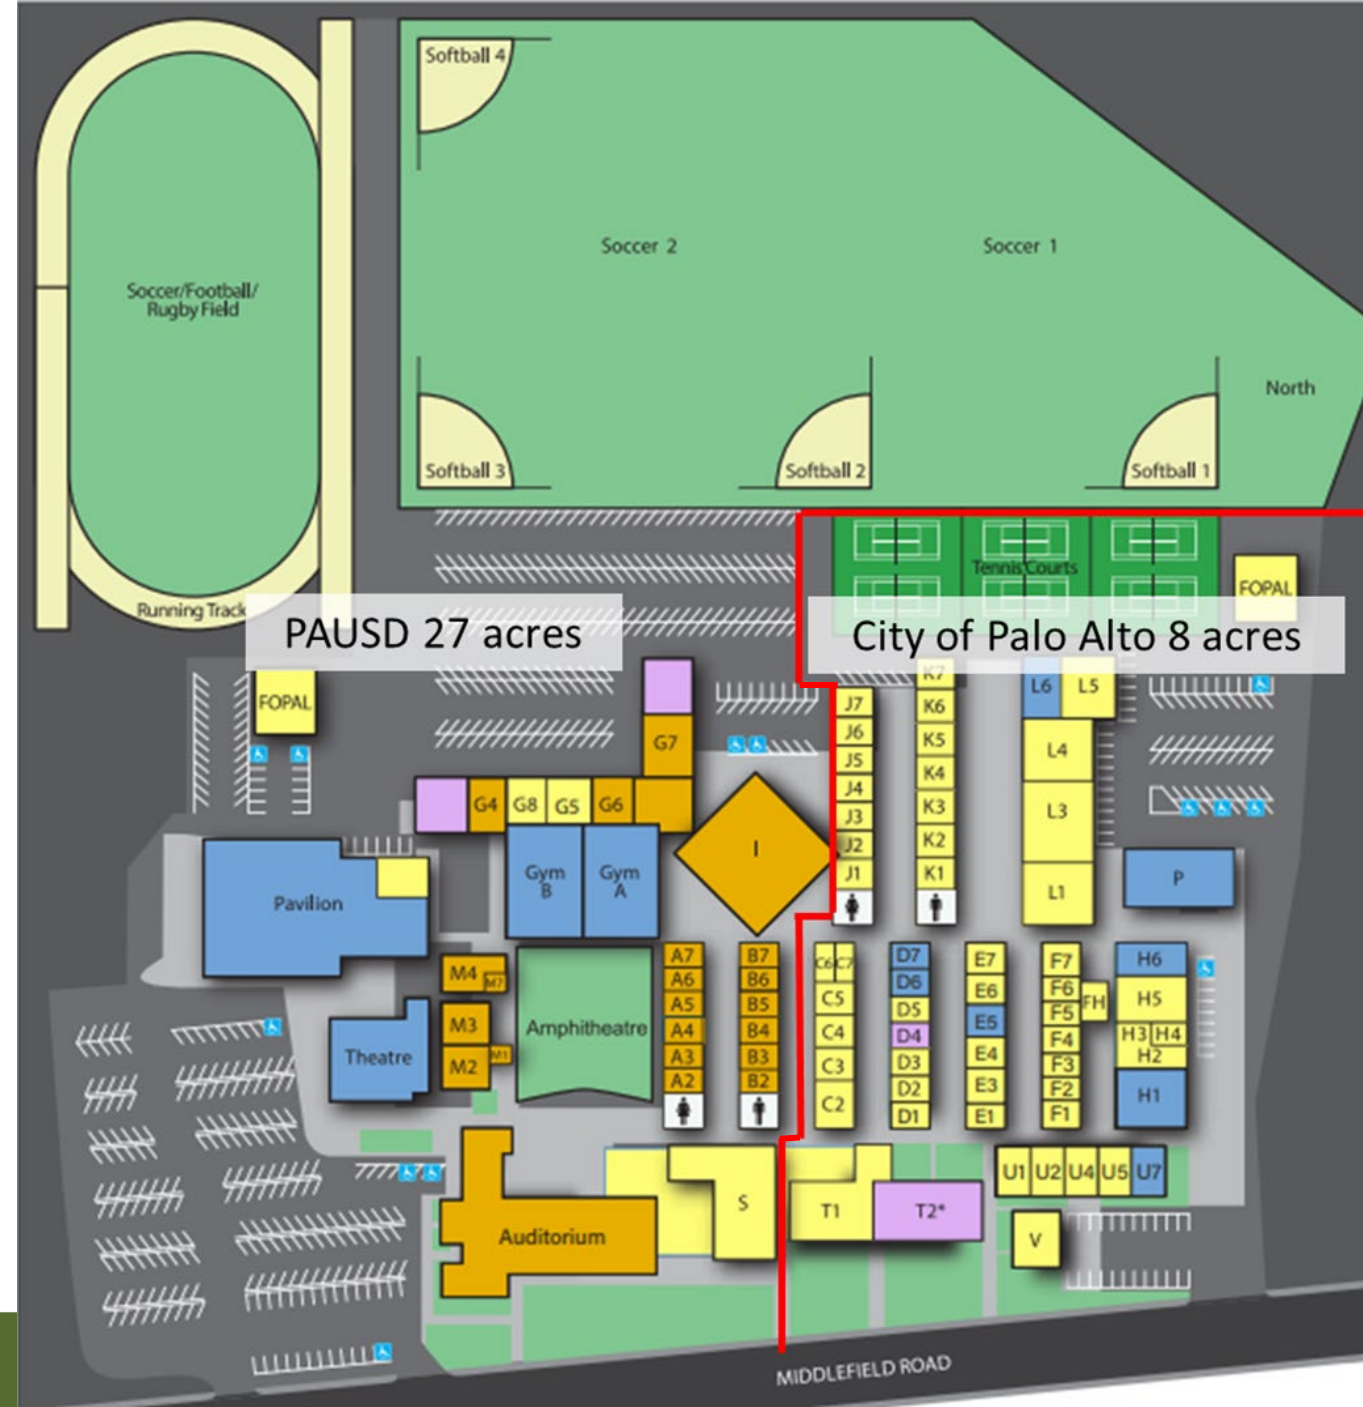 Softball 4
Soccer 2
Soccer 1
Soccer/Football/
Rugby Field
North
Softball 3
Softball 2
Softball 1
Running Track
Tennis Courts
FOPAL
PAUSD 27 acres
City of Palo Alto 8 acres
FOPAL
G7
G4
G8
G5
G6
Gym
B
Gym
A
I
Pavilion
J7
J6
J5
J4
J3
J2
J1
K7
K6
K5
K4
K3
K2
K1
L6
L5
L4
L3
L1
P
M4
M7
M3
M1
M2
Theatre
Amphitheatre
A7
A6
A5
A4
A3
A2
B7
B6
B5
B4
B3
B2
C6
C7
C5
C4
C3
C2
D7
D6
D5
D4
D3
D2
D1
E7
E6
E5
E4
E3
E1
F7
F6
F5
F4
F3
F2
F1
FH
H6
H5
H3
H4
H2
H1
Auditorium
S
T1
T2*
U1
U2
U4
U5
U7
V
MIDDLEFIELD ROAD